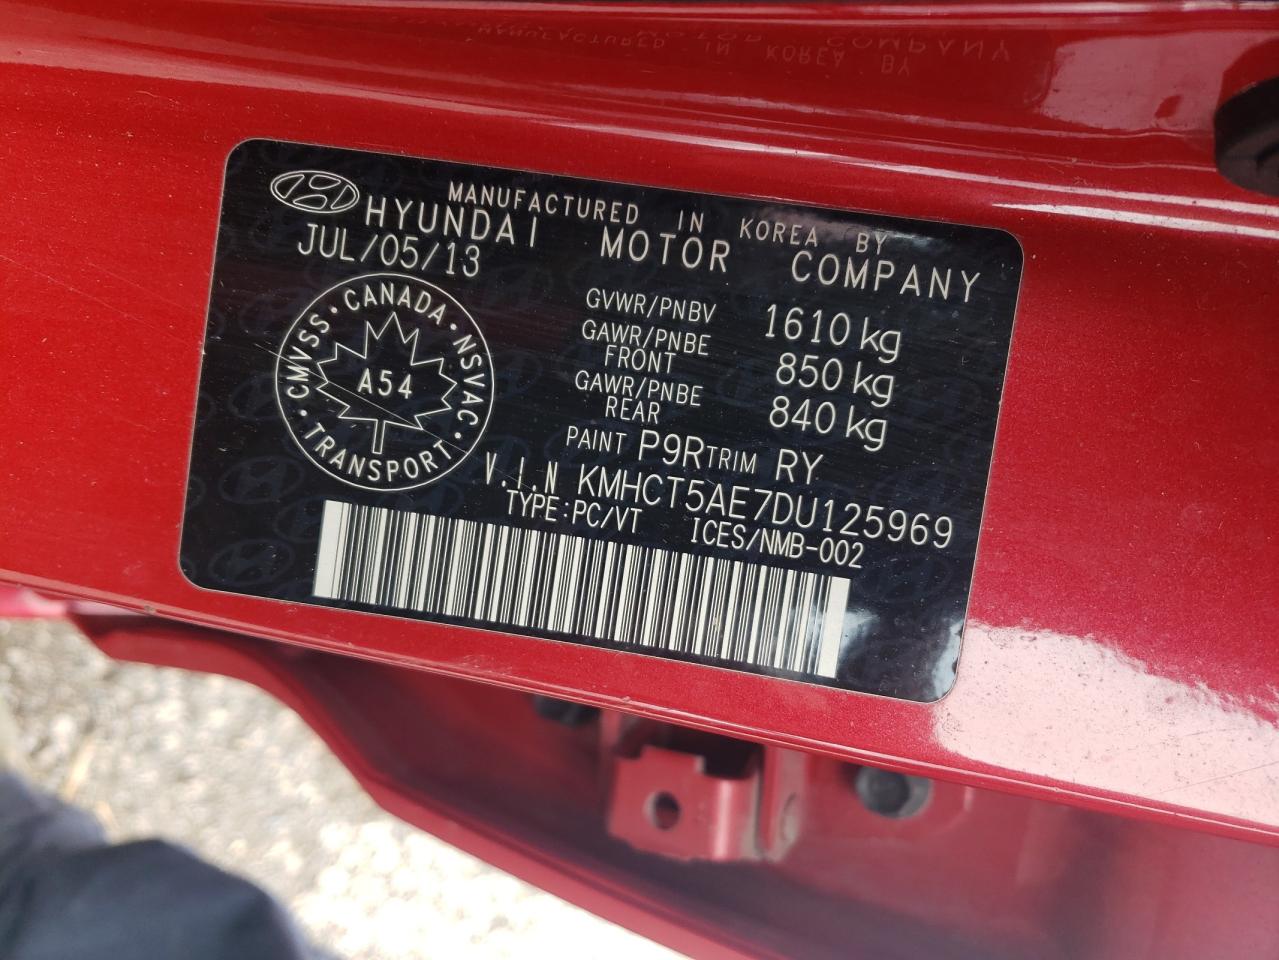 MANUFACTURED IN KOREA BY
HYUNDAI MOTOR COMPANY
JUL/05/13
CMVSS · CANADA · NSVAC · TRANSPORT ·
A54
GVWR/PNBV 1610 kg
GAWR/PNBE FRONT 850 kg
GAWR/PNBE REAR 840 kg
PAINT P9R TRIM RY
V.I.N KMHCT5AE7DU125969
TYPE:PC/VT ICES/NMB-002